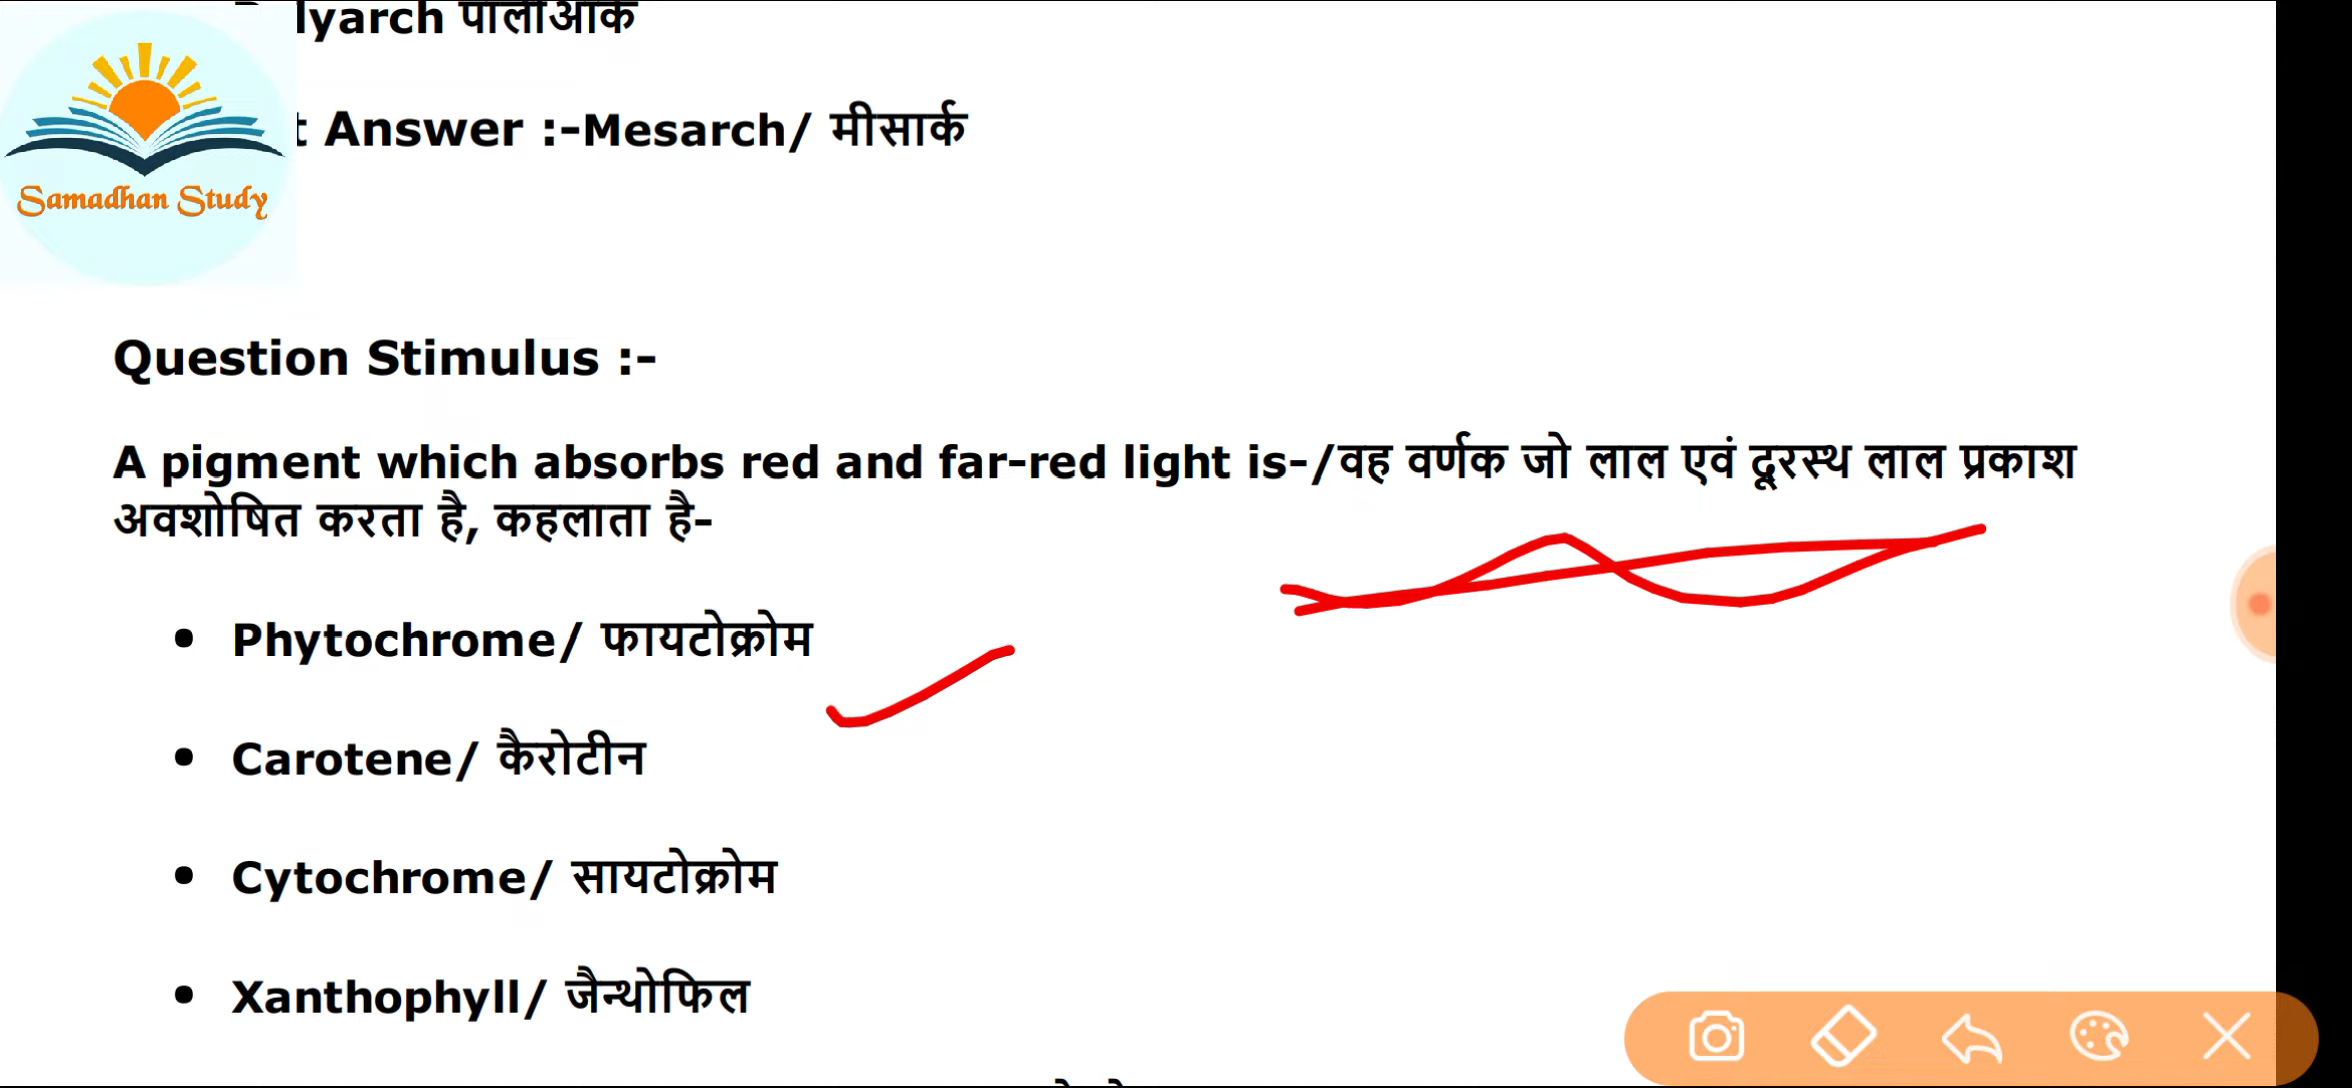 lyarch पॉलीआर्क
t Answer :-Mesarch/ मीसार्क
Samadhan Study
Question Stimulus :-
A pigment which absorbs red and far-red light is-/वह वर्णक जो लाल एवं दूरस्थ लाल प्रकाश
अवशोषित करता है, कहलाता है-
• Phytochrome/ फायटोक्रोम
• Carotene/ कैरोटीन
• Cytochrome/ सायटोक्रोम
• Xanthophyll/ जैन्थोफिल